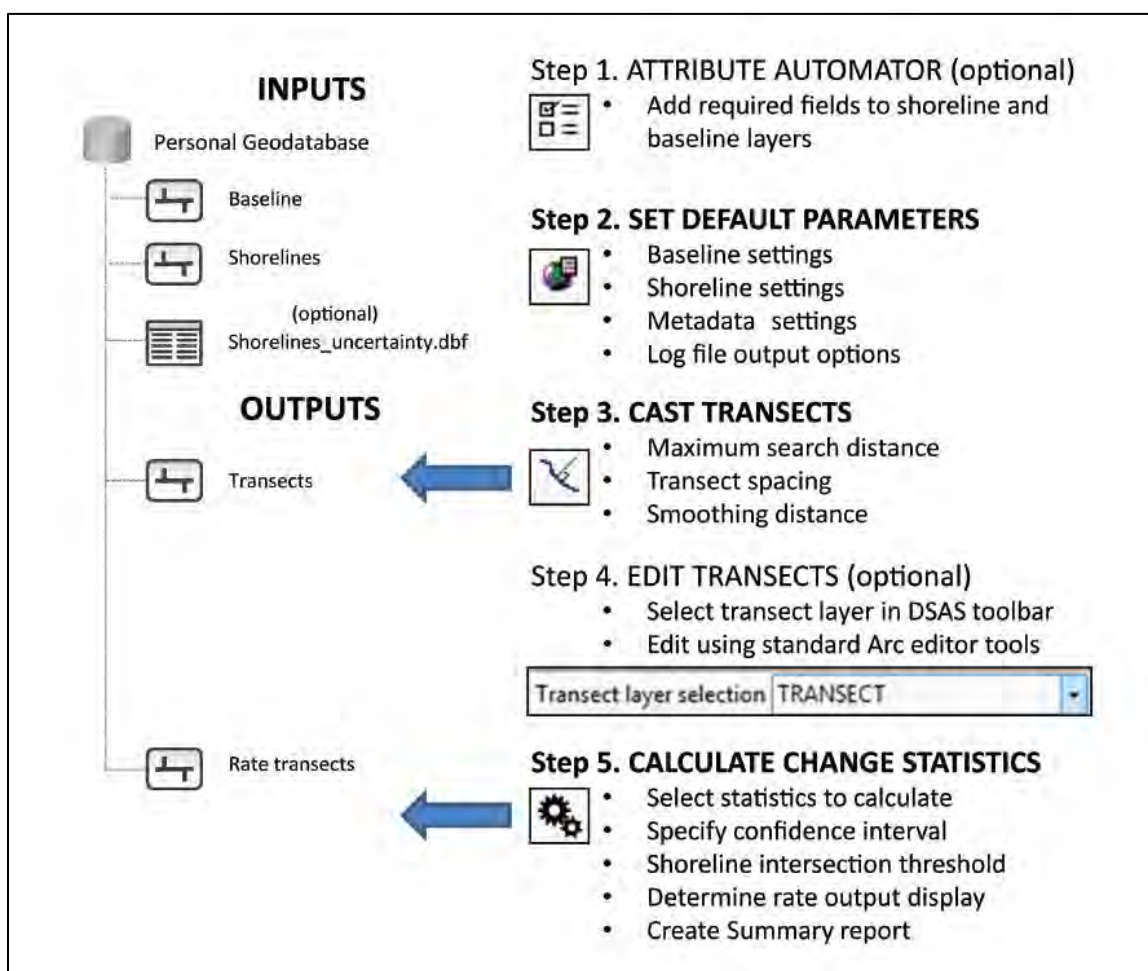 INPUTS
Personal Geodatabase
Baseline
Shorelines
(optional)
Shorelines_uncertainty.dbf
OUTPUTS
Transects
Rate transects
Step 1. ATTRIBUTE AUTOMATOR (optional)
• Add required fields to shoreline and
baseline layers
Step 2. SET DEFAULT PARAMETERS
• Baseline settings
• Shoreline settings
• Metadata settings
• Log file output options
Step 3. CAST TRANSECTS
• Maximum search distance
• Transect spacing
• Smoothing distance
Step 4. EDIT TRANSECTS (optional)
• Select transect layer in DSAS toolbar
• Edit using standard Arc editor tools
Transect layer selection TRANSECT
Step 5. CALCULATE CHANGE STATISTICS
• Select statistics to calculate
• Specify confidence interval
• Shoreline intersection threshold
• Determine rate output display
• Create Summary report